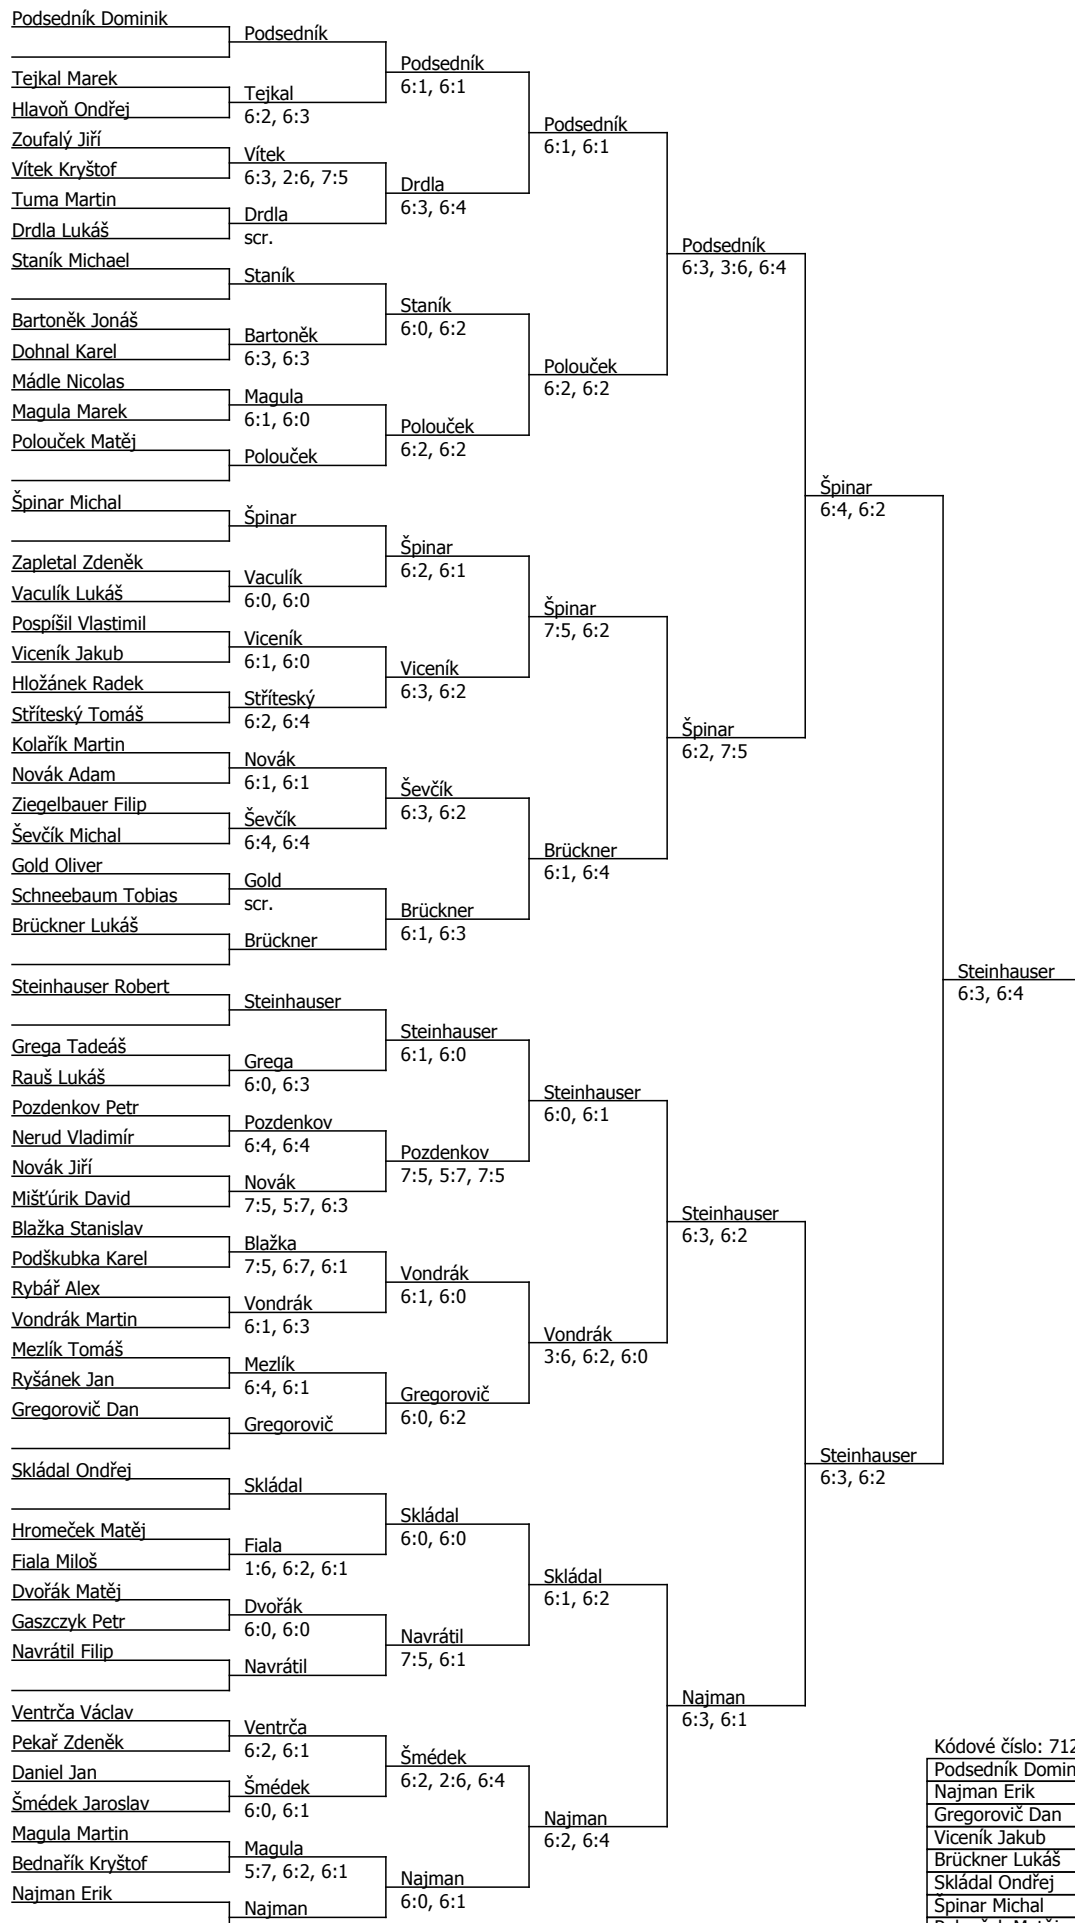 Podsedník Dominik
Tejkal Marek
Hlavoň Ondřej
Zoufalý Jiří
Vítek Kryštof
Tuma Martin
Drdla Lukáš
Staník Michael
Bartoněk Jonáš
Dohnal Karel
Mádle Nicolas
Magula Marek
Polouček Matěj
Špinar Michal
Zapletal Zdeněk
Vaculík Lukáš
Pospíšil Vlastimil
Viceník Jakub
Hložánek Radek
Stříteský Tomáš
Kolařík Martin
Novák Adam
Ziegelbauer Filip
Ševčík Michal
Gold Oliver
Schneebaum Tobias
Brückner Lukáš
Steinhauser Robert
Grega Tadeáš
Rauš Lukáš
Pozdenkov Petr
Nerud Vladimír
Novák Jiří
Mišťúrik David
Blažka Stanislav
Podškubka Karel
Rybář Alex
Vondrák Martin
Mezlík Tomáš
Ryšánek Jan
Gregorovič Dan
Skládal Ondřej
Hromeček Matěj
Fiala Miloš
Dvořák Matěj
Gaszczyk Petr
Navrátil Filip
Ventrča Václav
Pekař Zdeněk
Daniel Jan
Šmédek Jaroslav
Magula Martin
Bednařík Kryštof
Najman Erik
Podsedník
Tejkal
6:2, 6:3
Vítek
6:3, 2:6, 7:5
Drdla
scr.
Staník
Bartoněk
6:3, 6:3
Magula
6:1, 6:0
Polouček
Špinar
Vaculík
6:0, 6:0
Viceník
6:1, 6:0
Stříteský
6:2, 6:4
Novák
6:1, 6:1
Ševčík
6:4, 6:4
Gold
scr.
Brückner
Steinhauser
Grega
6:0, 6:3
Pozdenkov
6:4, 6:4
Novák
7:5, 5:7, 6:3
Blažka
7:5, 6:7, 6:1
Vondrák
6:1, 6:3
Mezlík
6:4, 6:1
Gregorovič
Skládal
Fiala
1:6, 6:2, 6:1
Dvořák
6:0, 6:0
Navrátil
Ventrča
6:2, 6:1
Šmédek
6:0, 6:1
Magula
5:7, 6:2, 6:1
Najman
Podsedník
6:1, 6:1
Drdla
6:3, 6:4
Staník
6:0, 6:2
Polouček
6:2, 6:2
Špinar
6:2, 6:1
Viceník
6:3, 6:2
Ševčík
6:3, 6:2
Brückner
6:1, 6:3
Steinhauser
6:1, 6:0
Pozdenkov
7:5, 5:7, 7:5
Vondrák
6:1, 6:0
Gregorovič
6:0, 6:2
Skládal
6:0, 6:0
Navrátil
7:5, 6:1
Šmédek
6:2, 2:6, 6:4
Najman
6:0, 6:1
Podsedník
6:1, 6:1
Polouček
6:2, 6:2
Špinar
7:5, 6:2
Brückner
6:1, 6:4
Steinhauser
6:0, 6:1
Vondrák
3:6, 6:2, 6:0
Skládal
6:1, 6:2
Najman
6:2, 6:4
Podsedník
6:3, 3:6, 6:4
Špinar
6:2, 7:5
Steinhauser
6:3, 6:2
Najman
6:3, 6:1
Špinar
6:4, 6:2
Steinhauser
6:3, 6:2
Steinhauser
6:3, 6:4
Kódové číslo: 712
Podsedník Domin
Najman Erik
Gregorovič Dan
Viceník Jakub
Brückner Lukáš
Skládal Ondřej
Špinar Michal